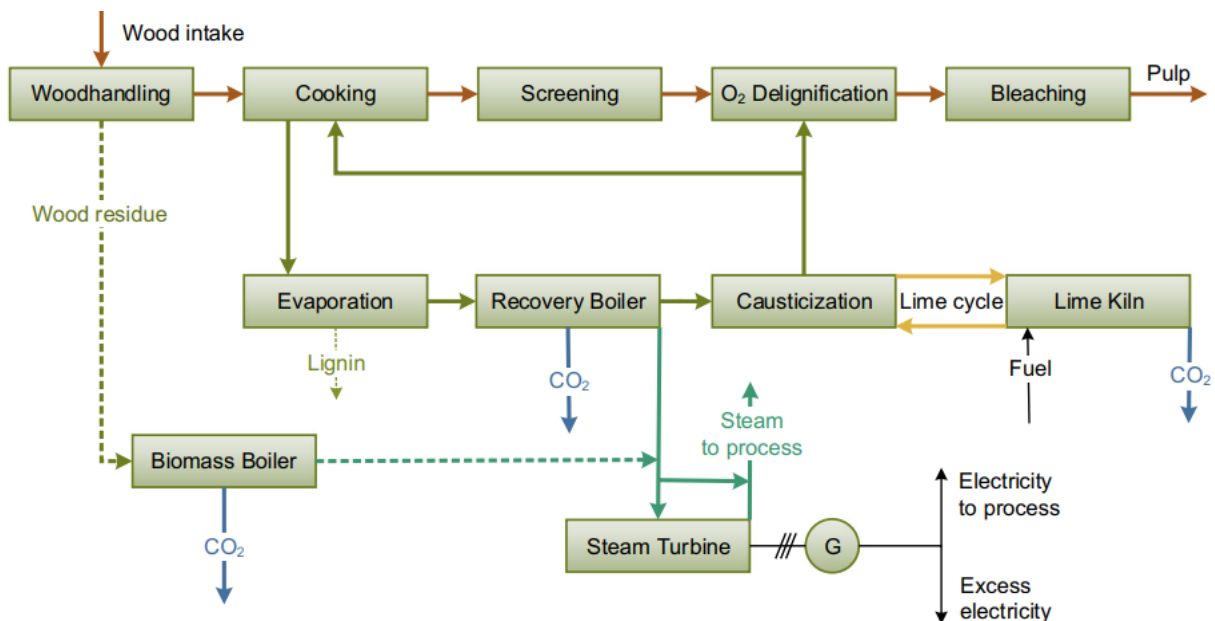 Wood intake
Woodhandling
Cooking
Screening
O₂ Delignification
Bleaching
Pulp
Wood residue
Evaporation
Recovery Boiler
Causticization
Lime cycle
Lime Kiln
Lignin
CO₂
Fuel
CO₂
Steam
to process
Biomass Boiler
CO₂
Steam Turbine
G
Electricity
to process
Excess
electricity